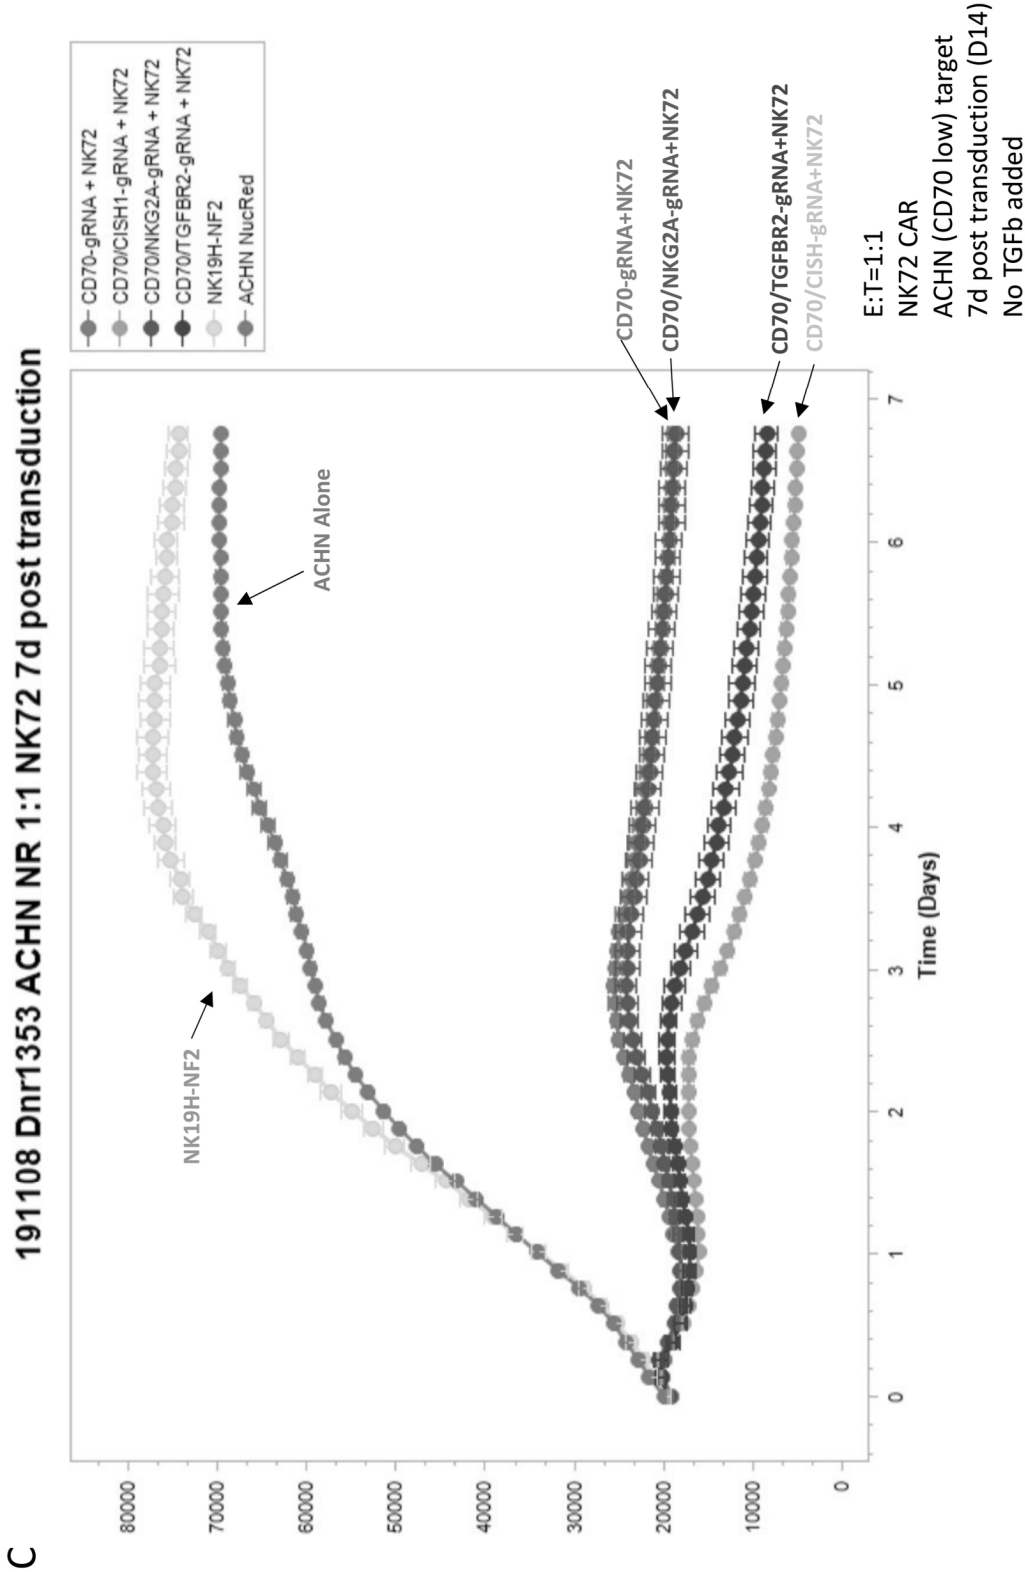 C
191108 Dnr1353 ACHN NR 1:1 NK72 7d post transduction
CD70-gRNA + NK72
CD70/CISH1-gRNA + NK72
CD70/NKG2A-gRNA + NK72
CD70/TGFBR2-gRNA + NK72
NK19H-NF2
ACHN NucRed
80000
70000
60000
50000
40000
30000
20000
10000
0
NK19H-NF2
ACHN Alone
CD70-gRNA+NK72
CD70/NKG2A-gRNA+NK72
CD70/TGFBR2-gRNA+NK72
CD70/CISH-gRNA+NK72
0 1 2 3 4 5 6 7
Time (Days)
E:T=1:1
NK72 CAR
ACHN (CD70 low) target
7d post transduction (D14)
No TGFb added